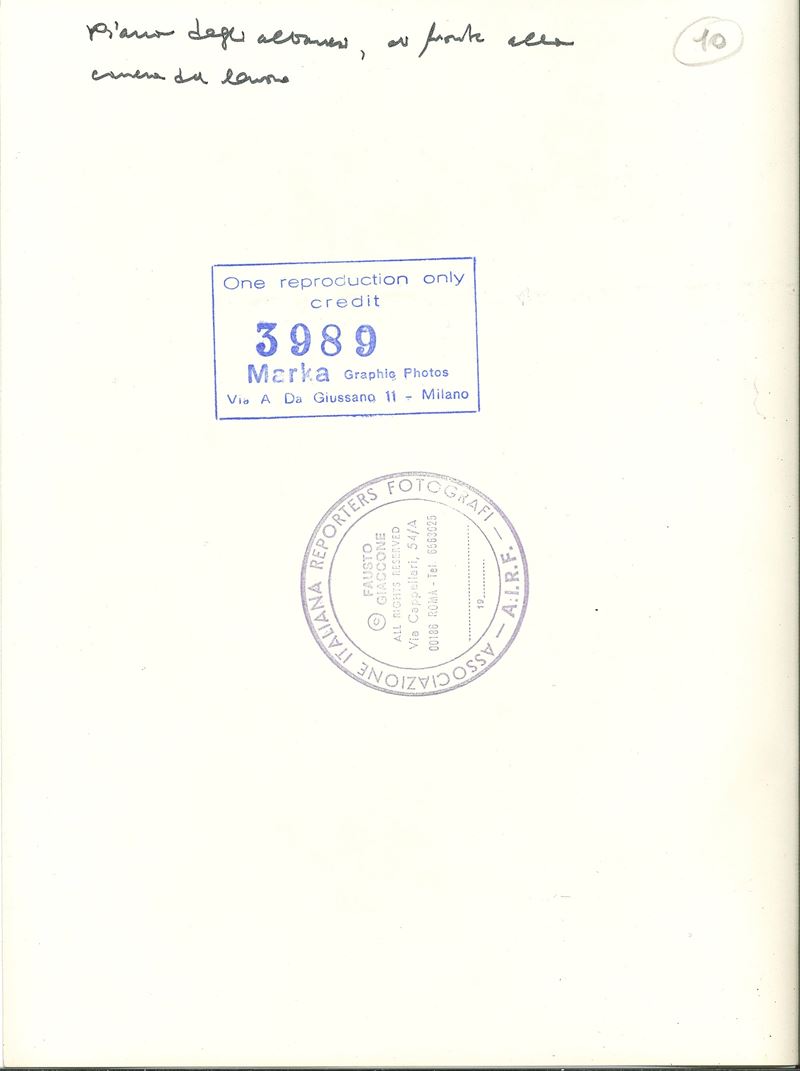 Piana degli albanesi, di fronte alla
camera del lavoro
10
One reproduction only
credit
3989
Marka Graphic Photos
Via A Da Giussano 11 - Milano
ASSOCIAZIONE ITALIANA REPORTERS FOTOGRAFI — A.I.R.F. —
© FAUSTO
GIACCONE
ALL RIGHTS RESERVED
Via Cappellari, 54/A
00186 ROMA - Tel. 6583025
19